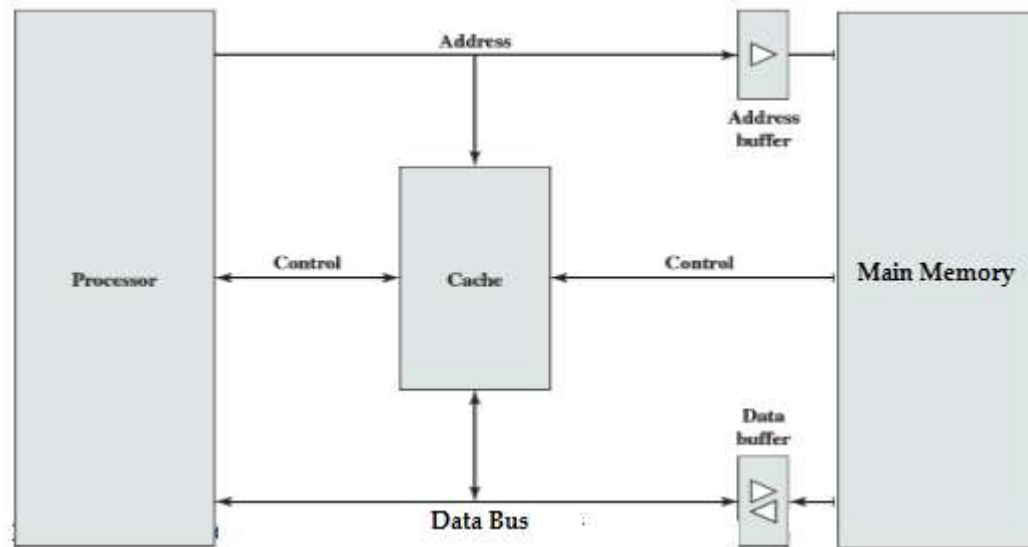 Address
Address
buffer
Processor
Control
Cache
Control
Main Memory
Data
buffer
Data Bus